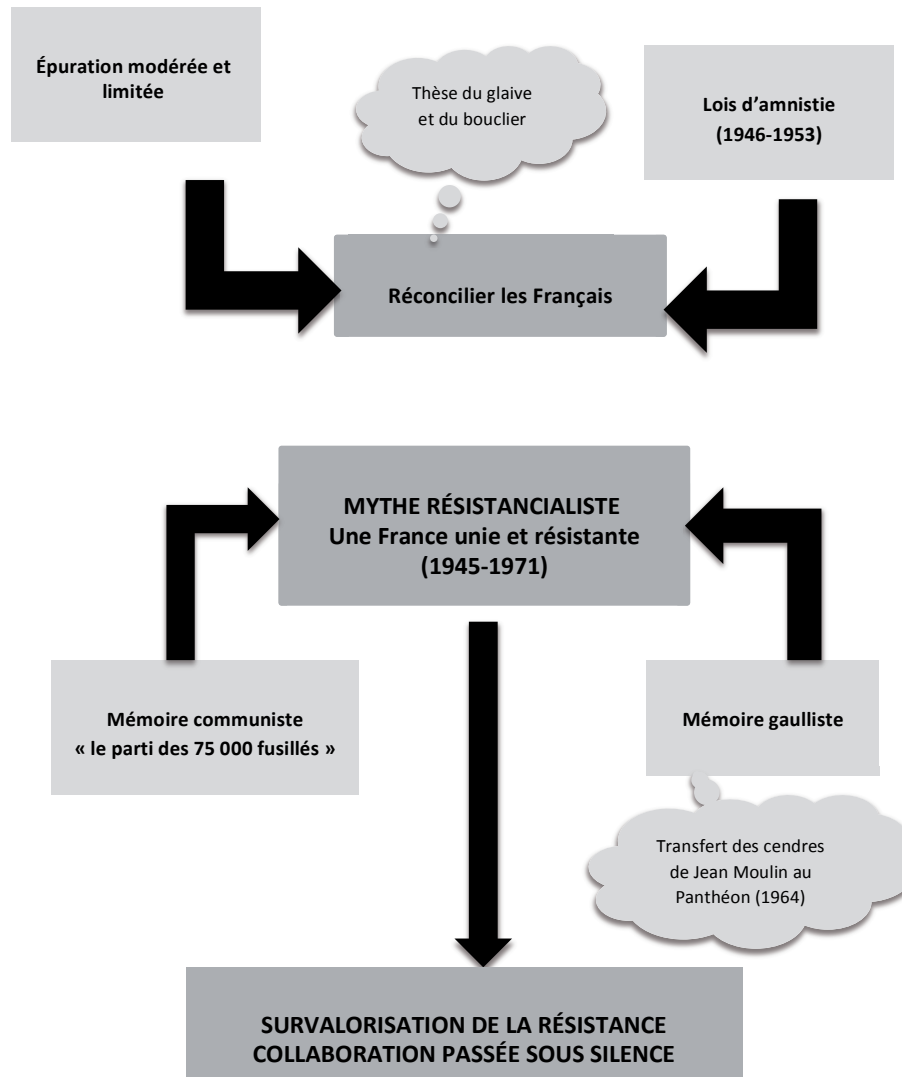 Épuration modérée et
limitée
Thèse du glaive
et du bouclier
Lois d’amnistie
(1946-1953)
Réconcilier les Français
MYTHE RÉSISTANCIALISTE
Une France unie et résistante
(1945-1971)
Mémoire communiste
« le parti des 75 000 fusillés »
Mémoire gaulliste
Transfert des cendres
de Jean Moulin au
Panthéon (1964)
SURVALORISATION DE LA RÉSISTANCE
COLLABORATION PASSÉE SOUS SILENCE